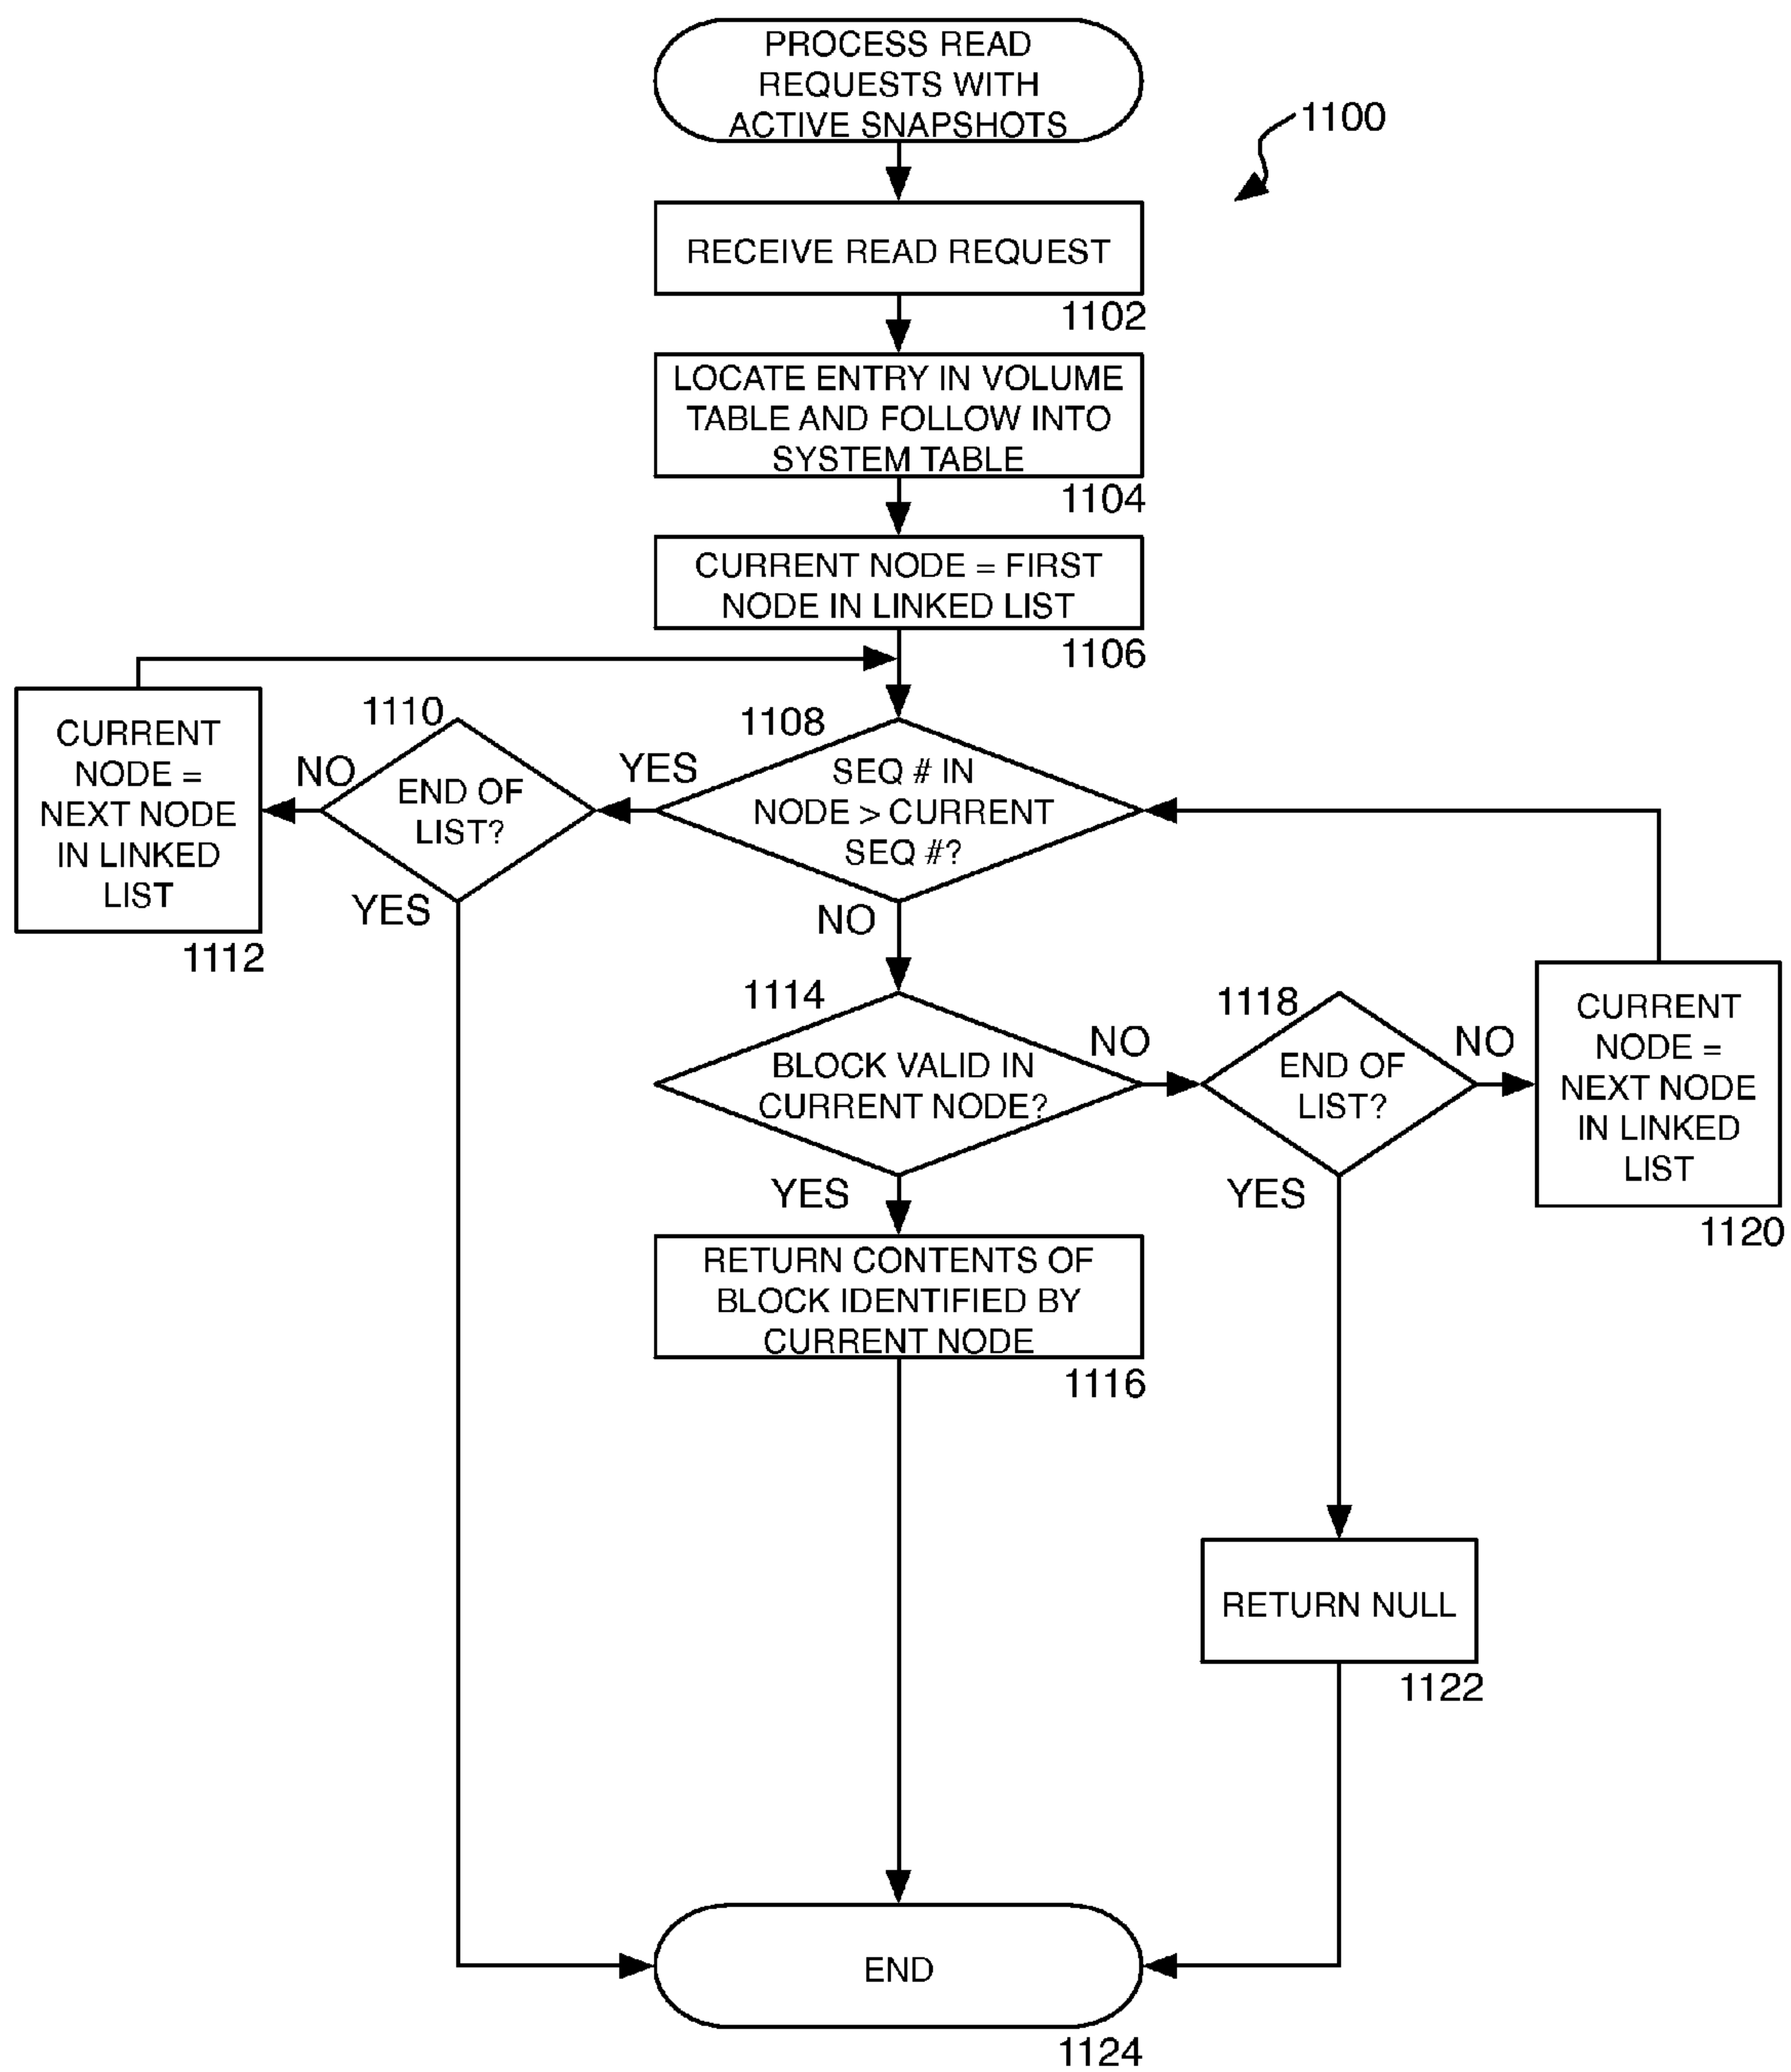 PROCESS READ
REQUESTS WITH
ACTIVE SNAPSHOTS
1100
RECEIVE READ REQUEST
1102
LOCATE ENTRY IN VOLUME
TABLE AND FOLLOW INTO
SYSTEM TABLE
1104
CURRENT NODE = FIRST
NODE IN LINKED LIST
1106
CURRENT
NODE =
NEXT NODE
IN LINKED
LIST
1112
NO
1110
END OF
LIST?
YES
YES
1108
SEQ # IN
NODE > CURRENT
SEQ #?
NO
1114
BLOCK VALID IN
CURRENT NODE?
NO
YES
1118
END OF
LIST?
NO
YES
CURRENT
NODE =
NEXT NODE
IN LINKED
LIST
1120
RETURN CONTENTS OF
BLOCK IDENTIFIED BY
CURRENT NODE
1116
RETURN NULL
1122
END
1124